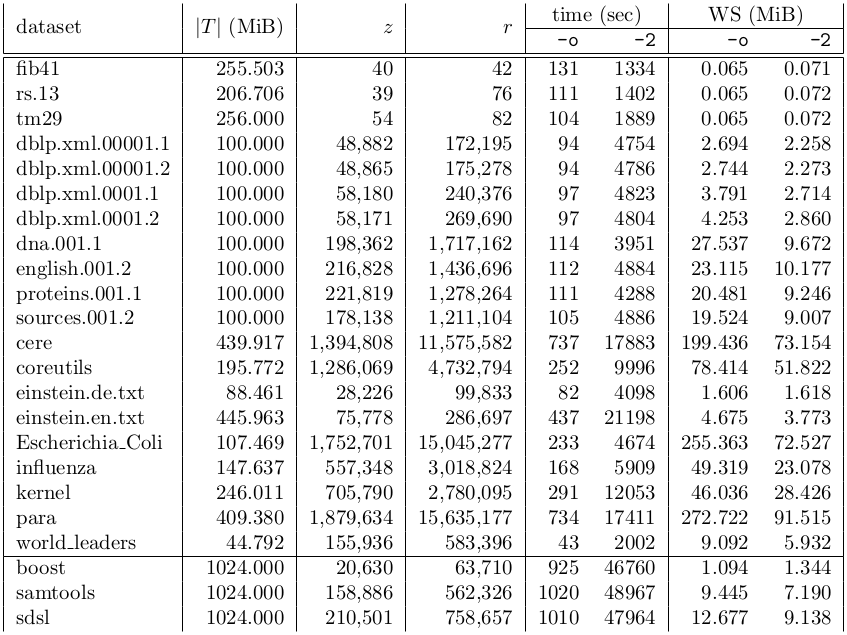 dataset |T| (MiB) z r time (sec) WS (MiB)
-o -2 -o -2
fib41 255.503 40 42 131 1334 0.065 0.071
rs.13 206.706 39 76 111 1402 0.065 0.072
tm29 256.000 54 82 104 1889 0.065 0.072
dblp.xml.00001.1 100.000 48,882 172,195 94 4754 2.694 2.258
dblp.xml.00001.2 100.000 48,865 175,278 94 4786 2.744 2.273
dblp.xml.0001.1 100.000 58,180 240,376 97 4823 3.791 2.714
dblp.xml.0001.2 100.000 58,171 269,690 97 4804 4.253 2.860
dna.001.1 100.000 198,362 1,717,162 114 3951 27.537 9.672
english.001.2 100.000 216,828 1,436,696 112 4884 23.115 10.177
proteins.001.1 100.000 221,819 1,278,264 111 4288 20.481 9.246
sources.001.2 100.000 178,138 1,211,104 105 4886 19.524 9.007
cere 439.917 1,394,808 11,575,582 737 17883 199.436 73.154
coreutils 195.772 1,286,069 4,732,794 252 9996 78.414 51.822
einstein.de.txt 88.461 28,226 99,833 82 4098 1.606 1.618
einstein.en.txt 445.963 75,778 286,697 437 21198 4.675 3.773
Escherichia_Coli 107.469 1,752,701 15,045,277 233 4674 255.363 72.527
influenza 147.637 557,348 3,018,824 168 5909 49.319 23.078
kernel 246.011 705,790 2,780,095 291 12053 46.036 28.426
para 409.380 1,879,634 15,635,177 734 17411 272.722 91.515
world_leaders 44.792 155,936 583,396 43 2002 9.092 5.932
boost 1024.000 20,630 63,710 925 46760 1.094 1.344
samtools 1024.000 158,886 562,326 1020 48967 9.445 7.190
sdsl 1024.000 210,501 758,657 1010 47964 12.677 9.138